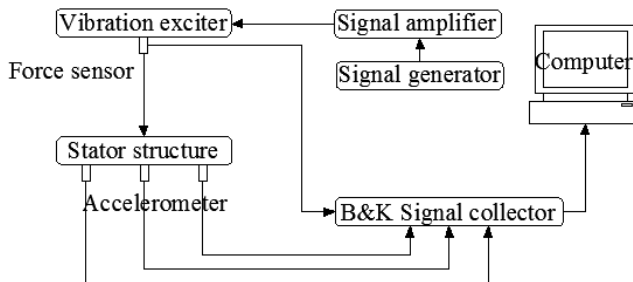 Vibration exciter
Signal amplifier
Force sensor
Signal generator
Computer
Stator structure
Accelerometer
B&K Signal collector